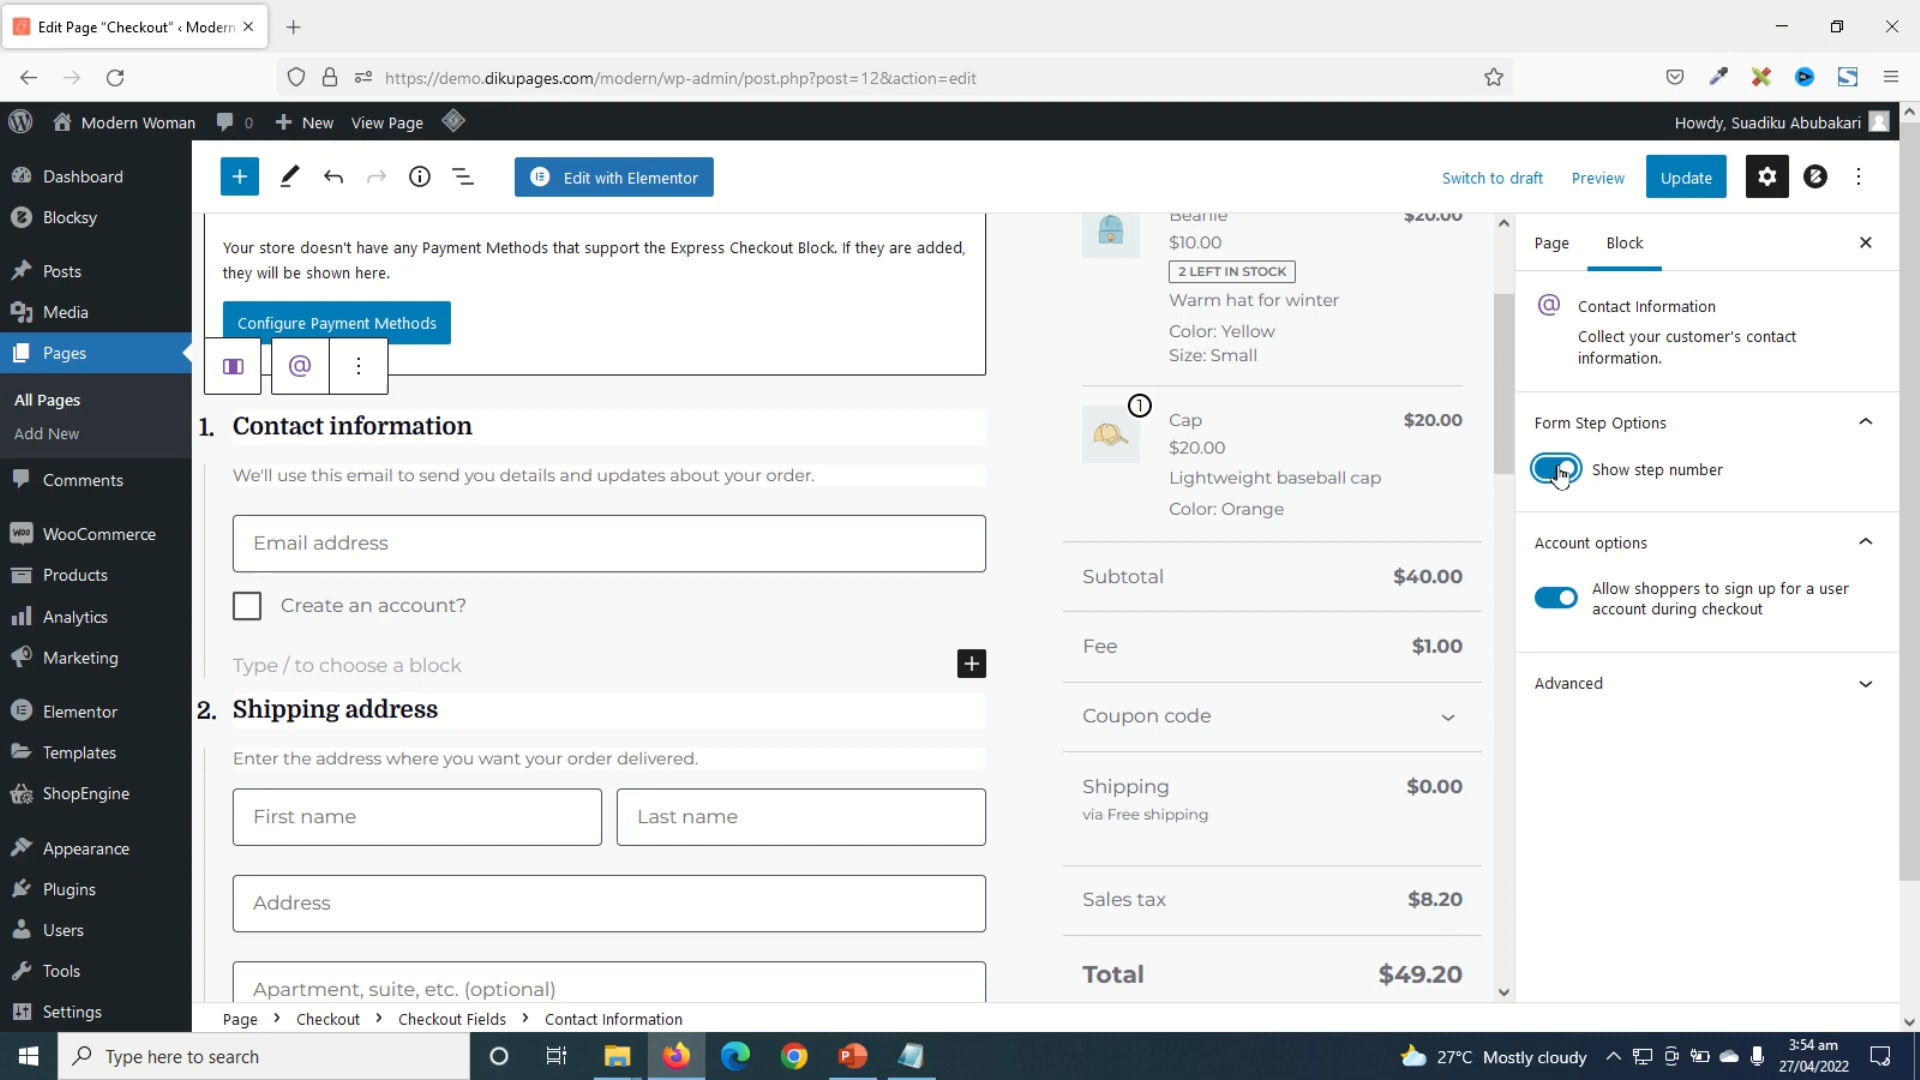 Edit Page “Checkout” ‹ Modern
https://demo.dikupages.com/modern/wp-admin/post.php?post=12&action=edit
Modern Woman
0
New
View Page
Howdy, Suadiku Abubakari
Dashboard
Blocksy
Posts
Media
Pages
All Pages
Add New
Comments
WooCommerce
Products
Analytics
Marketing
Elementor
Templates
ShopEngine
Appearance
Plugins
Users
Tools
Settings
Edit with Elementor
Switch to draft
Preview
Update
Your store doesn't have any Payment Methods that support the Express Checkout Block. If they are added,
they will be shown here.
Configure Payment Methods
1. Contact information
We'll use this email to send you details and updates about your order.
Email address
Create an account?
Type / to choose a block
2. Shipping address
Enter the address where you want your order delivered.
First name
Last name
Address
Apartment, suite, etc. (optional)
Beanie $20.00
$10.00
2 LEFT IN STOCK
Warm hat for winter
Color: Yellow
Size: Small
1
Cap $20.00
$20.00
Lightweight baseball cap
Color: Orange
Subtotal $40.00
Fee $1.00
Coupon code
Shipping $0.00
via Free shipping
Sales tax $8.20
Total $49.20
Page
Block
Contact Information
Collect your customer's contact
information.
Form Step Options
Show step number
Account options
Allow shoppers to sign up for a user
account during checkout
Advanced
Page › Checkout › Checkout Fields › Contact Information
Type here to search
27°C Mostly cloudy
3:54 am
27/04/2022